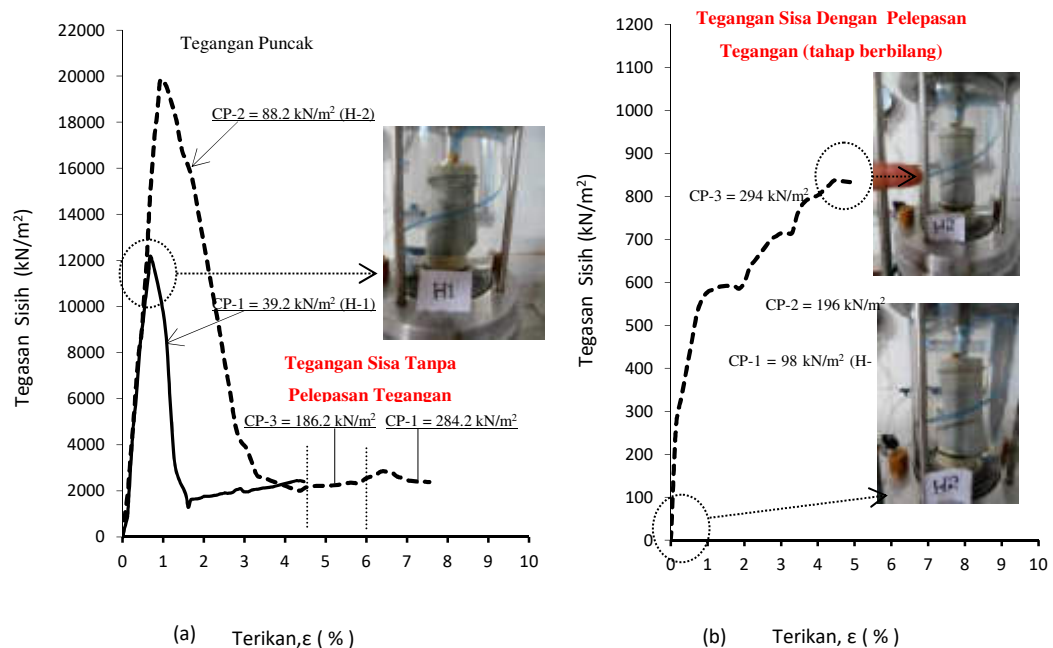 22000
20000
18000
16000
14000
12000
10000
8000
6000
4000
2000
0
0 1 2 3 4 5 6 7 8 9 10
Tegasan Sisih (kN/m²)
Tegangan Puncak
CP-2 = 88.2 kN/m² (H-2)
CP-1 = 39.2 kN/m² (H-1)
H1
Tegangan Sisa Tanpa
Pelepasan Tegangan
CP-3 = 186.2 kN/m²
CP-1 = 284.2 kN/m²
(a)
Terikan,ε ( % )
1200
1100
1000
900
800
700
600
500
400
300
200
100
0
0 1 2 3 4 5 6 7 8 9 10
Tegasan Sisih (kN/m²)
Tegangan Sisa Dengan Pelepasan
Tegangan (tahap berbilang)
CP-3 = 294 kN/m²
H2
CP-2 = 196 kN/m²
CP-1 = 98 kN/m² (H-
H2
(b)
Terikan, ε ( % )